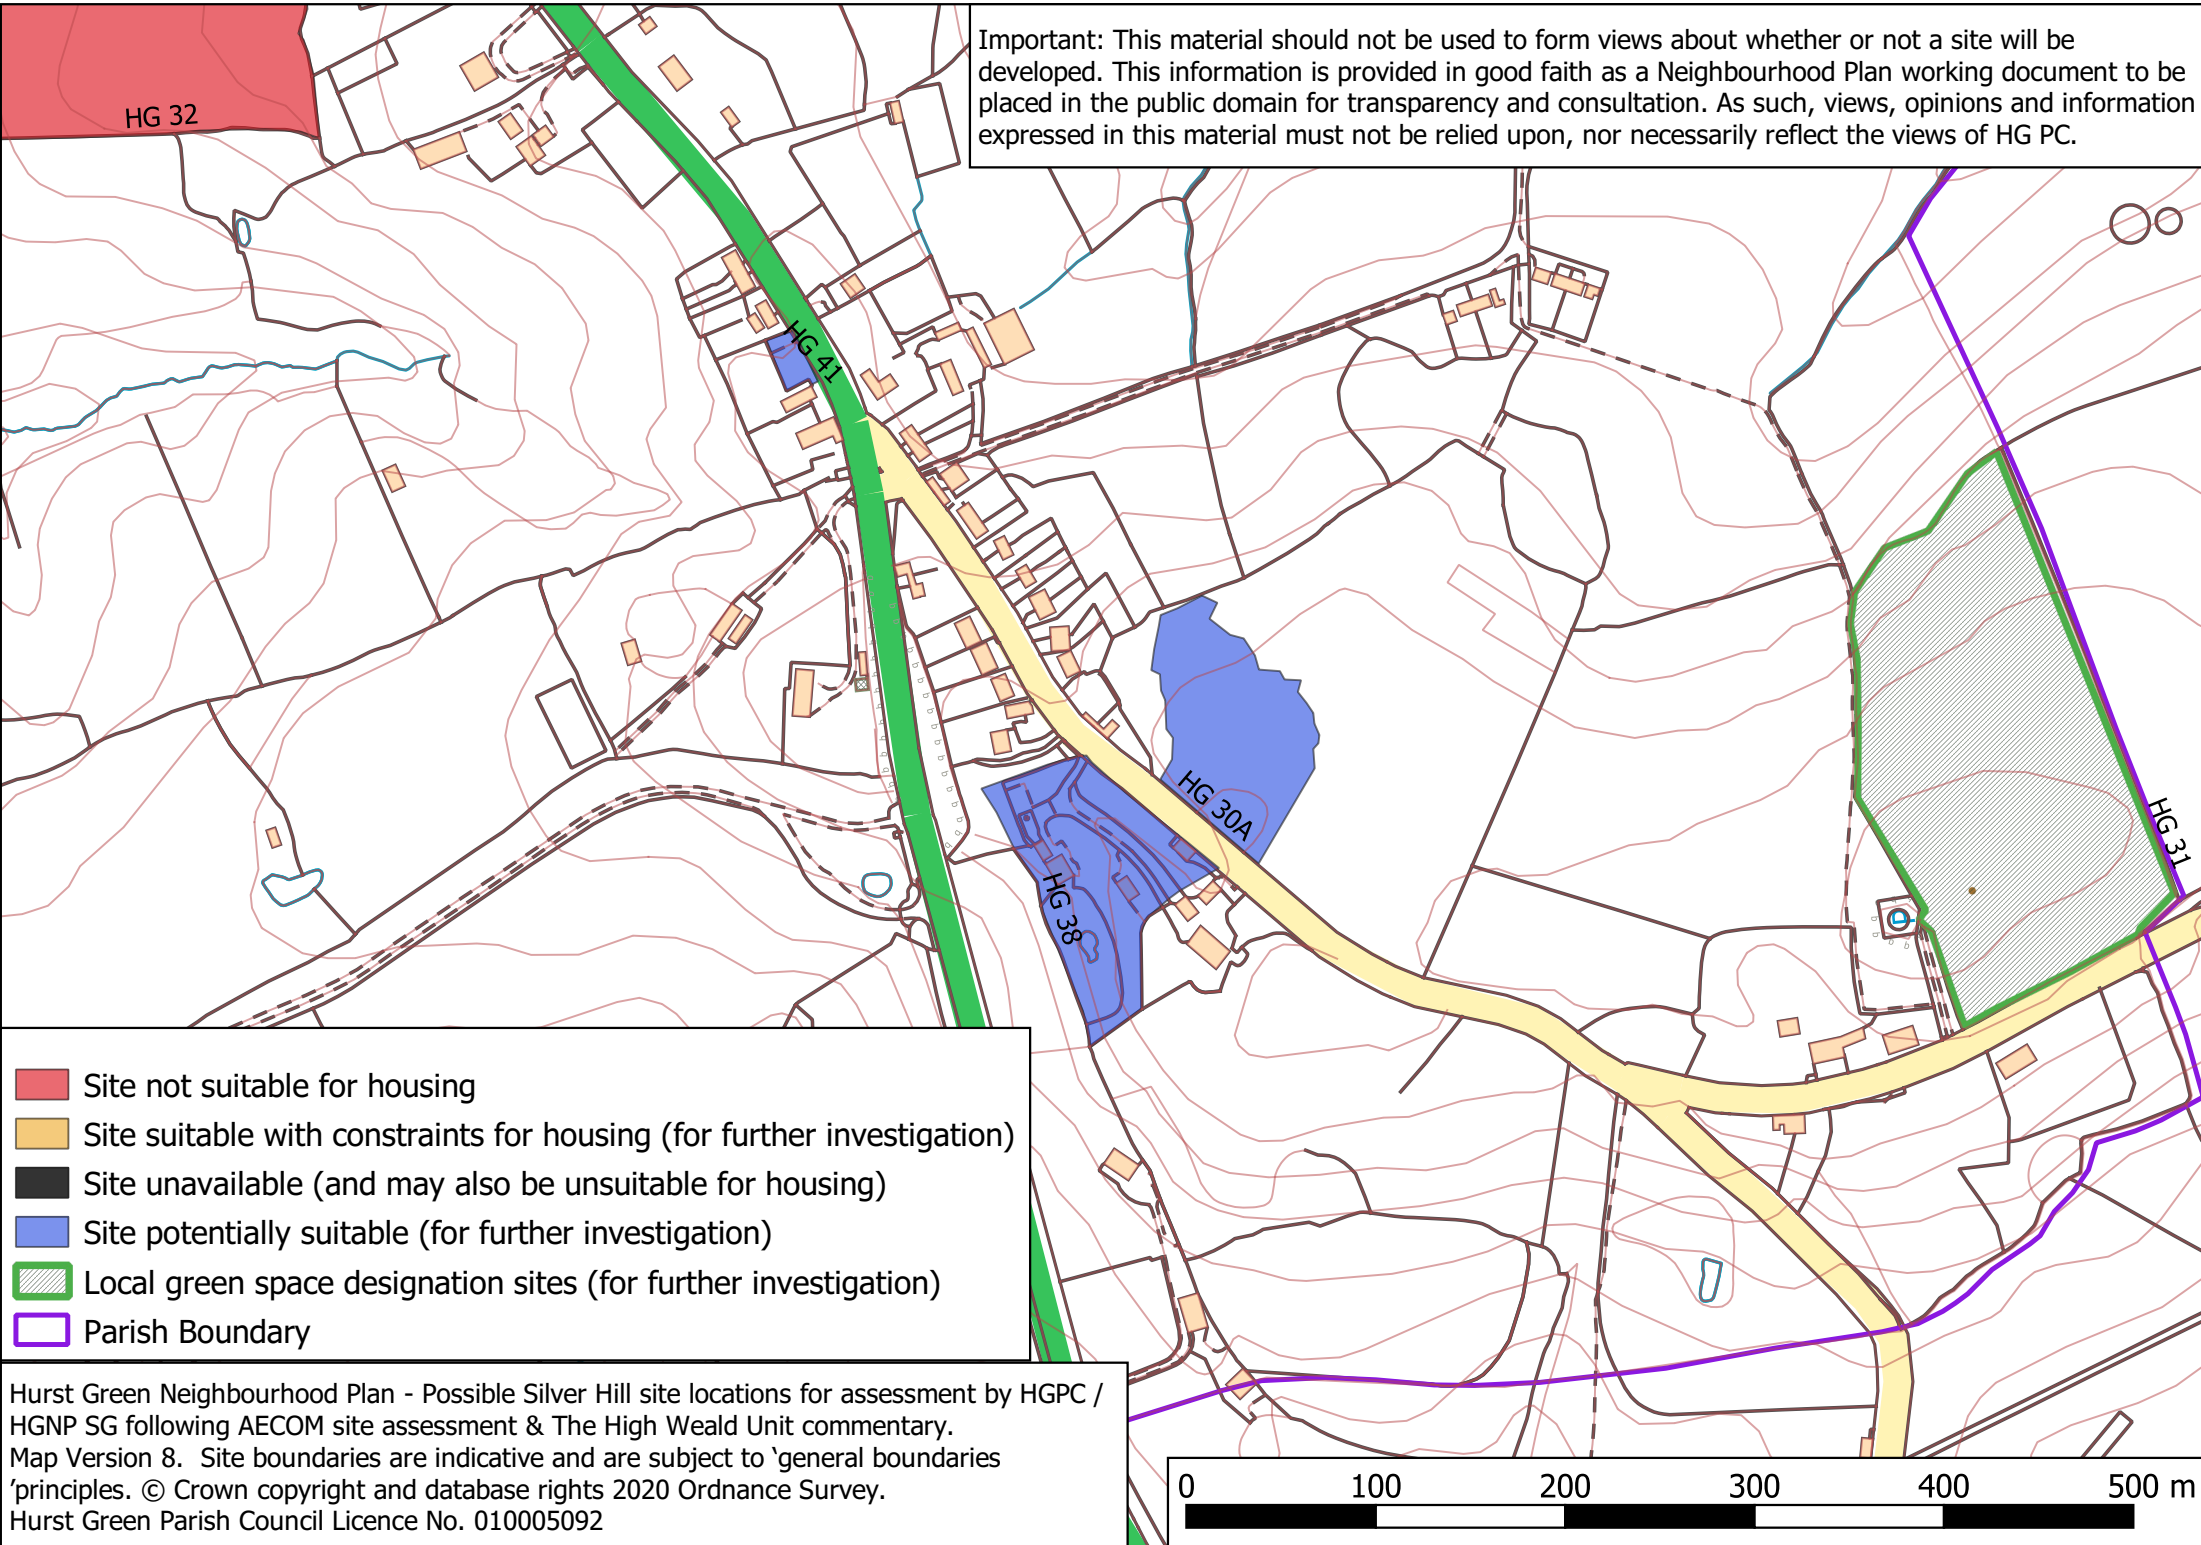 Important: This material should not be used to form views about whether or not a site will be
developed. This information is provided in good faith as a Neighbourhood Plan working document to be
placed in the public domain for transparency and consultation. As such, views, opinions and information
expressed in this material must not be relied upon, nor necessarily reflect the views of HG PC.
HG 32
HG 41
HG 30A
HG 31
HG 38
Site not suitable for housing
Site suitable with constraints for housing (for further investigation)
Site unavailable (and may also be unsuitable for housing)
Site potentially suitable (for further investigation)
Local green space designation sites (for further investigation)
Parish Boundary
Hurst Green Neighbourhood Plan - Possible Silver Hill site locations for assessment by HGPC /
HGNP SG following AECOM site assessment & The High Weald Unit commentary.
Map Version 8.  Site boundaries are indicative and are subject to ‘general boundaries
’principles. © Crown copyright and database rights 2020 Ordnance Survey.
Hurst Green Parish Council Licence No. 010005092
0 100 200 300 400 500 m